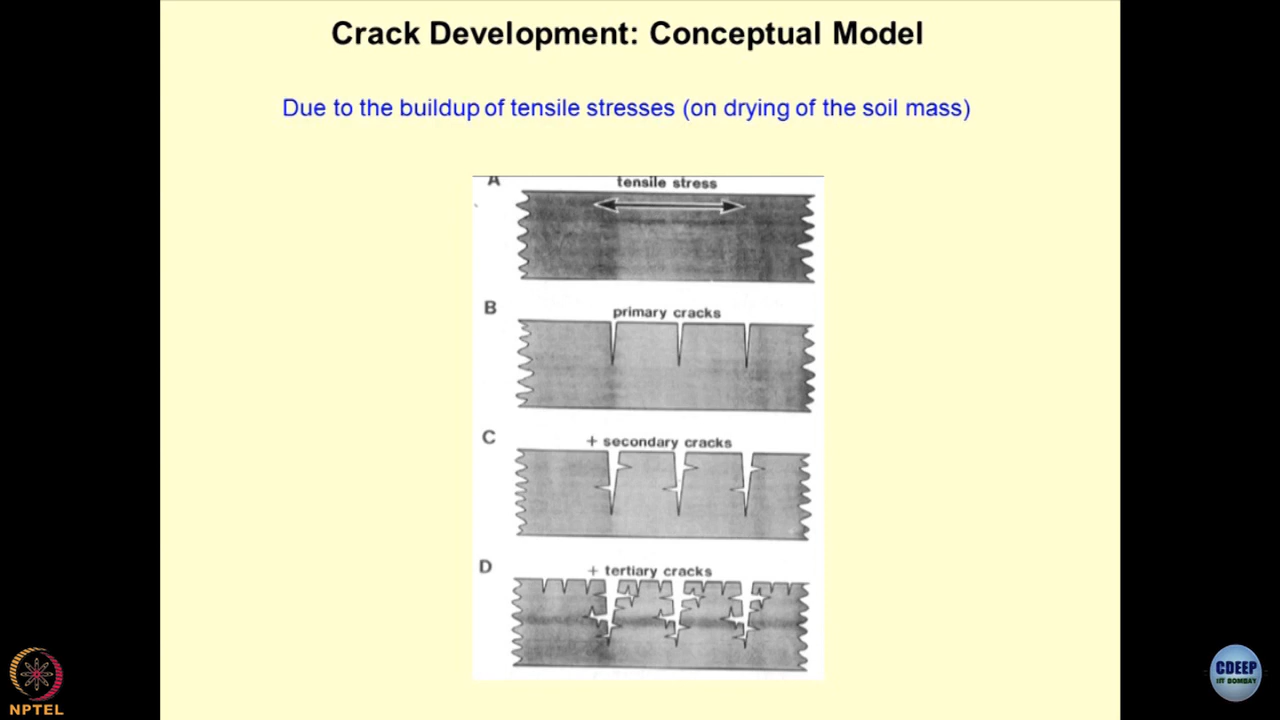 Crack Development: Conceptual Model
Due to the buildup of tensile stresses (on drying of the soil mass)
A
tensile stress
B
primary cracks
C
+ secondary cracks
D
+ tertiary cracks
NPTEL
CDEEP
IIT BOMBAY